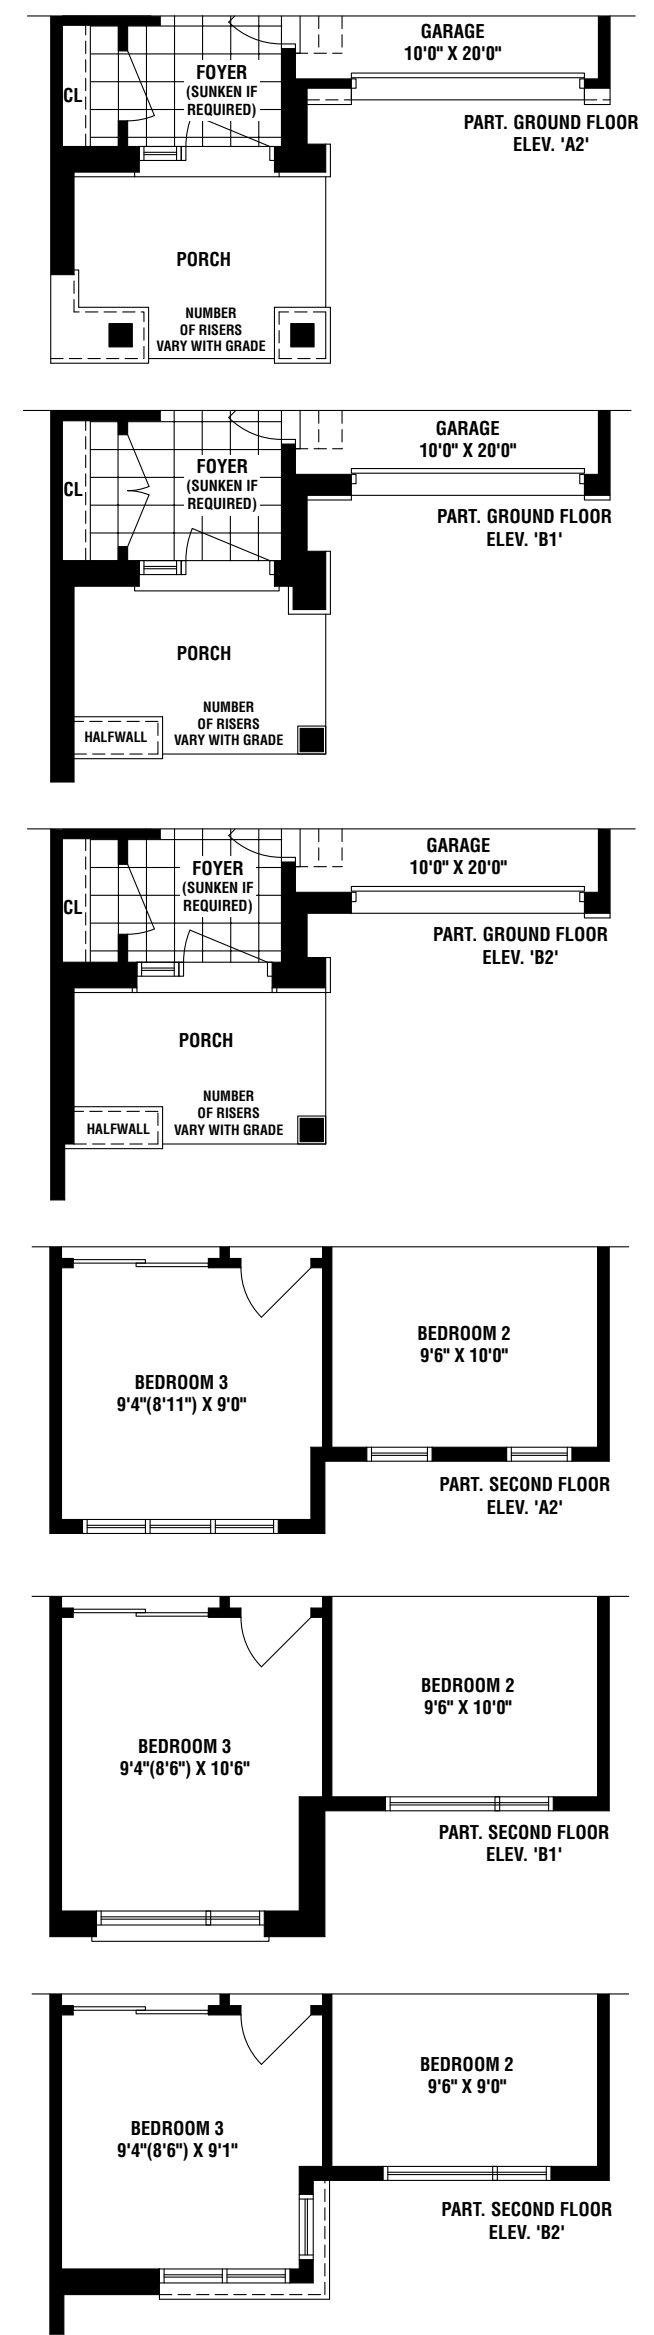 GARAGE
10'0" X 20'0"
FOYER
(SUNKEN IF
REQUIRED)
CL
PART. GROUND FLOOR
ELEV. 'A2'
PORCH
NUMBER
OF RISERS
VARY WITH GRADE
GARAGE
10'0" X 20'0"
FOYER
(SUNKEN IF
REQUIRED)
CL
PART. GROUND FLOOR
ELEV. 'B1'
PORCH
NUMBER
OF RISERS
VARY WITH GRADE
HALFWALL
GARAGE
10'0" X 20'0"
FOYER
(SUNKEN IF
REQUIRED)
CL
PART. GROUND FLOOR
ELEV. 'B2'
PORCH
NUMBER
OF RISERS
VARY WITH GRADE
HALFWALL
BEDROOM 2
9'6" X 10'0"
BEDROOM 3
9'4"(8'11") X 9'0"
PART. SECOND FLOOR
ELEV. 'A2'
BEDROOM 2
9'6" X 10'0"
BEDROOM 3
9'4"(8'6") X 10'6"
PART. SECOND FLOOR
ELEV. 'B1'
BEDROOM 2
9'6" X 9'0"
BEDROOM 3
9'4"(8'6") X 9'1"
PART. SECOND FLOOR
ELEV. 'B2'